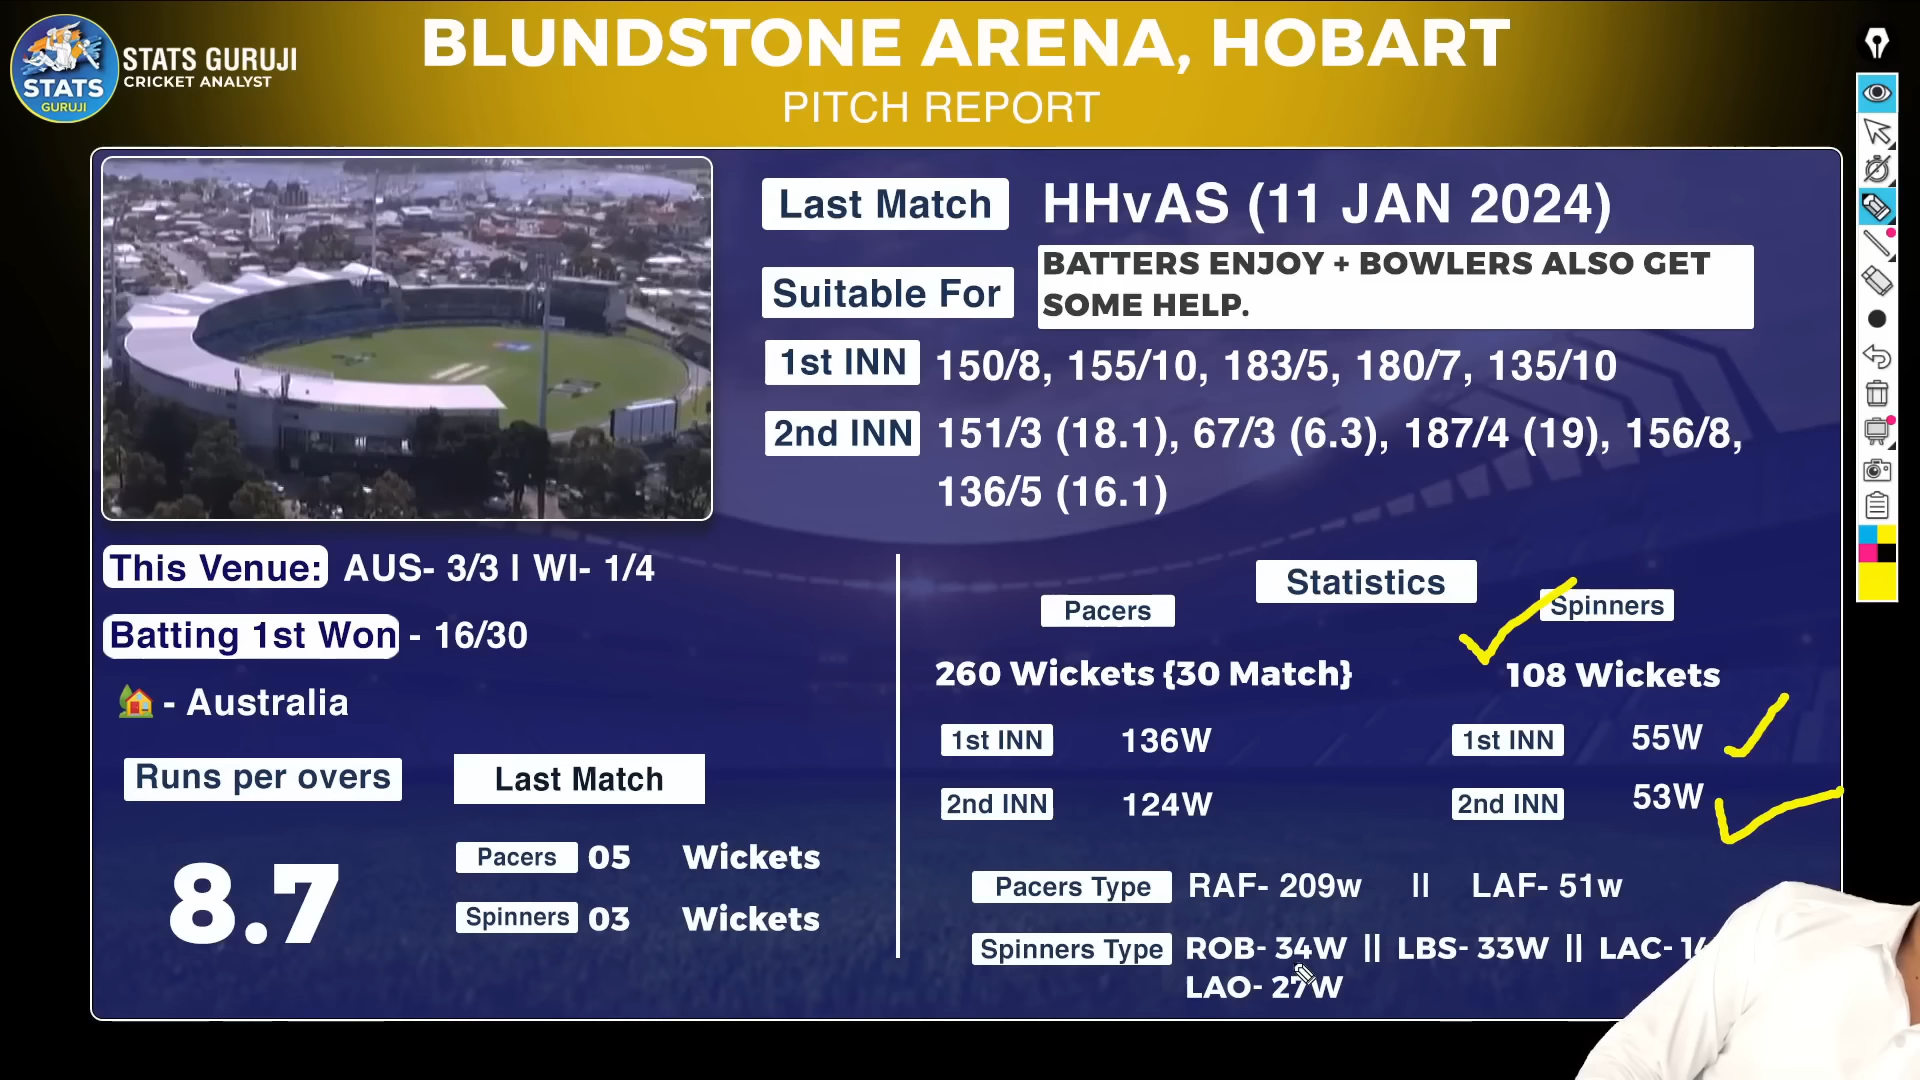 BLUNDSTONE ARENA, HOBART
PITCH REPORT
STATS GURUJI
CRICKET ANALYST
STATS
GURUJI
Last Match HHvAS (11 JAN 2024)
Suitable For BATTERS ENJOY + BOWLERS ALSO GET
SOME HELP.
1st INN 150/8, 155/10, 183/5, 180/7, 135/10
2nd INN 151/3 (18.1), 67/3 (6.3), 187/4 (19), 156/8,
136/5 (16.1)
This Venue: AUS- 3/3 I WI- 1/4
Batting 1st Won - 16/30
- Australia
Runs per overs
8.7
Last Match
Pacers 05 Wickets
Spinners 03 Wickets
Statistics
Pacers
260 Wickets {30 Match}
1st INN 136W
2nd INN 124W
Spinners
108 Wickets
1st INN 55W
2nd INN 53W
Pacers Type RAF- 209w II LAF- 51w
Spinners Type ROB- 34W || LBS- 33W || LAC-
LAO- 27W